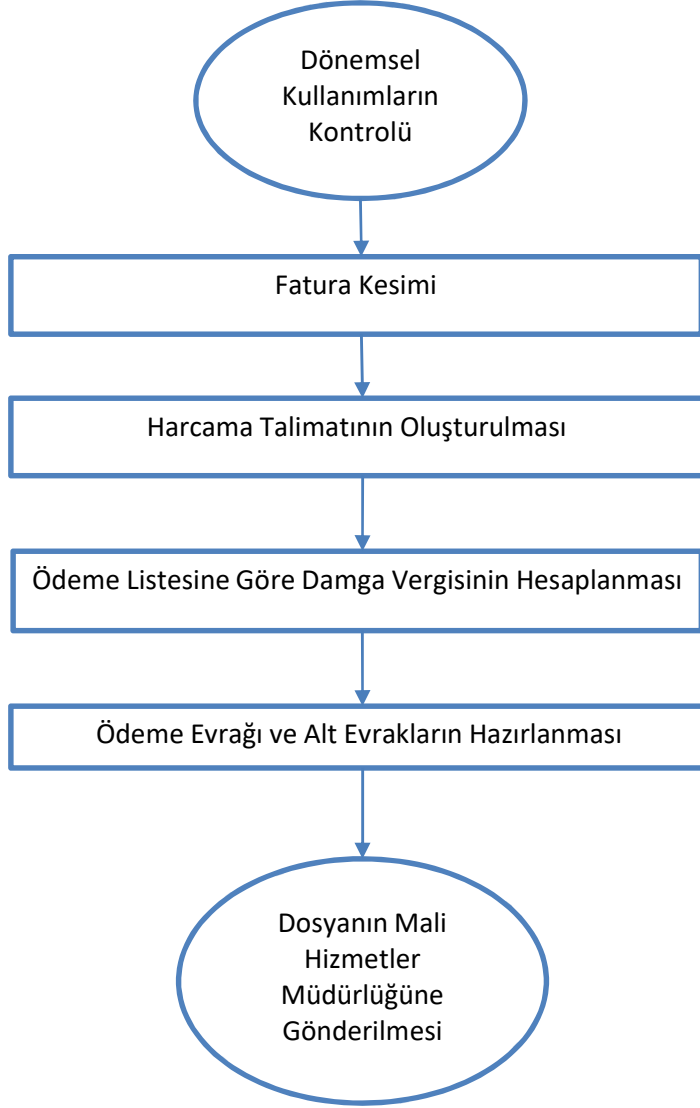 Dönemsel
Kullanımların
Kontrolü
Fatura Kesimi
Harcama Talimatının Oluşturulması
Ödeme Listesine Göre Damga Vergisinin Hesaplanması
Ödeme Evrağı ve Alt Evrakların Hazırlanması
Dosyanın Mali
Hizmetler
Müdürlüğüne
Gönderilmesi